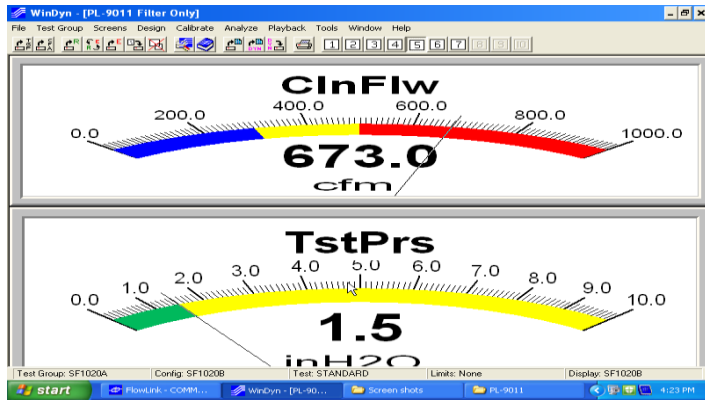 WinDyn - [PL-9011 Filter Only]
File Test Group Screens Design Calibrate Analyze Playback Tools Window Help
1 2 3 4 5 6 7 8 9 10
ClnFlw
0.0 200.0 400.0 600.0 800.0 1000.0
673.0
cfm
TstPrs
0.0 1.0 2.0 3.0 4.0 5.0 6.0 7.0 8.0 9.0 10.0
1.5
inH2O
Test Group: SF1020A Config: SF1020B Test: STANDARD Limits: None Display: SF1020B
start FlowLink - COMM... WinDyn - [PL-90... Screen shots PL-9011 4:23 PM